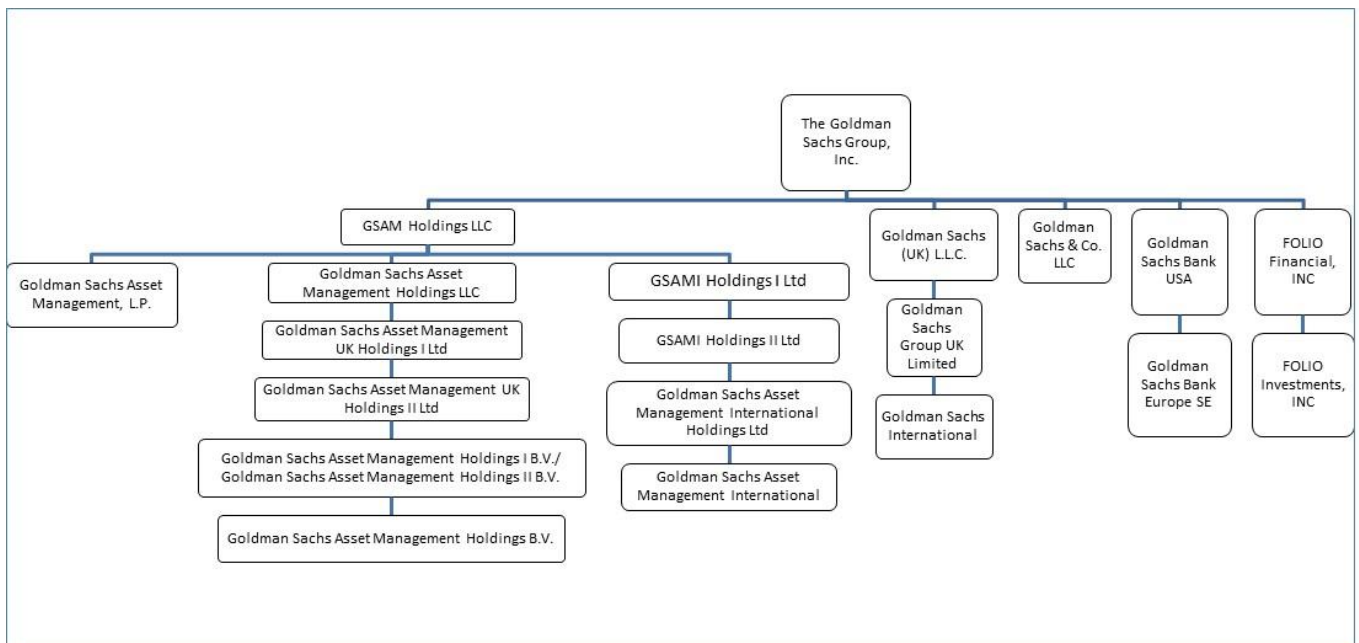 The Goldman
Sachs Group,
Inc.
GSAM Holdings LLC
Goldman Sachs
(UK) L.L.C.
Goldman
Sachs & Co.
LLC
Goldman
Sachs Bank
USA
FOLIO
Financial,
INC
Goldman Sachs Asset
Management, L.P.
Goldman Sachs Asset
Management Holdings LLC
GSAMI Holdings I Ltd
Goldman Sachs Asset Management
UK Holdings I Ltd
GSAMI Holdings II Ltd
Goldman
Sachs
Group UK
Limited
Goldman
Sachs Bank
Europe SE
FOLIO
Investments,
INC
Goldman Sachs Asset Management UK
Holdings II Ltd
Goldman Sachs Asset
Management International
Holdings Ltd
Goldman Sachs
International
Goldman Sachs Asset Management Holdings I B.V./
Goldman Sachs Asset Management Holdings II B.V.
Goldman Sachs Asset
Management International
Goldman Sachs Asset Management Holdings B.V.